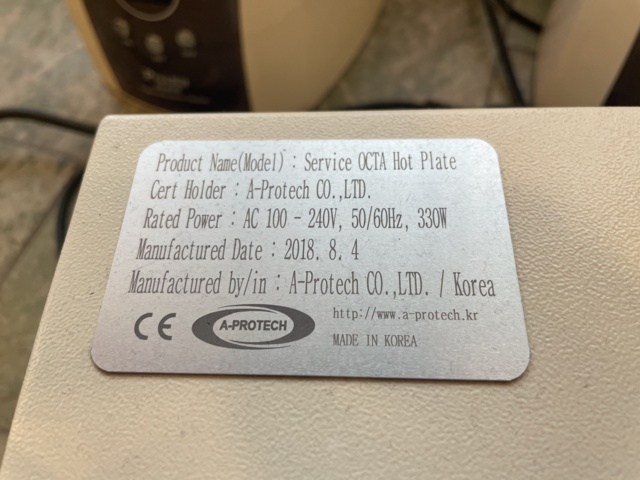 Product Name(Model) : Service OCTA Hot Plate
Cert Holder : A-Protech CO.,LTD.
Rated Power : AC 100 - 240V, 50/60Hz, 330W
Manufactured Date : 2018. 8. 4
Manufactured by/in : A-Protech CO.,LTD. / Korea
CE A-PROTECH http://www.a-protech.kr
MADE IN KOREA